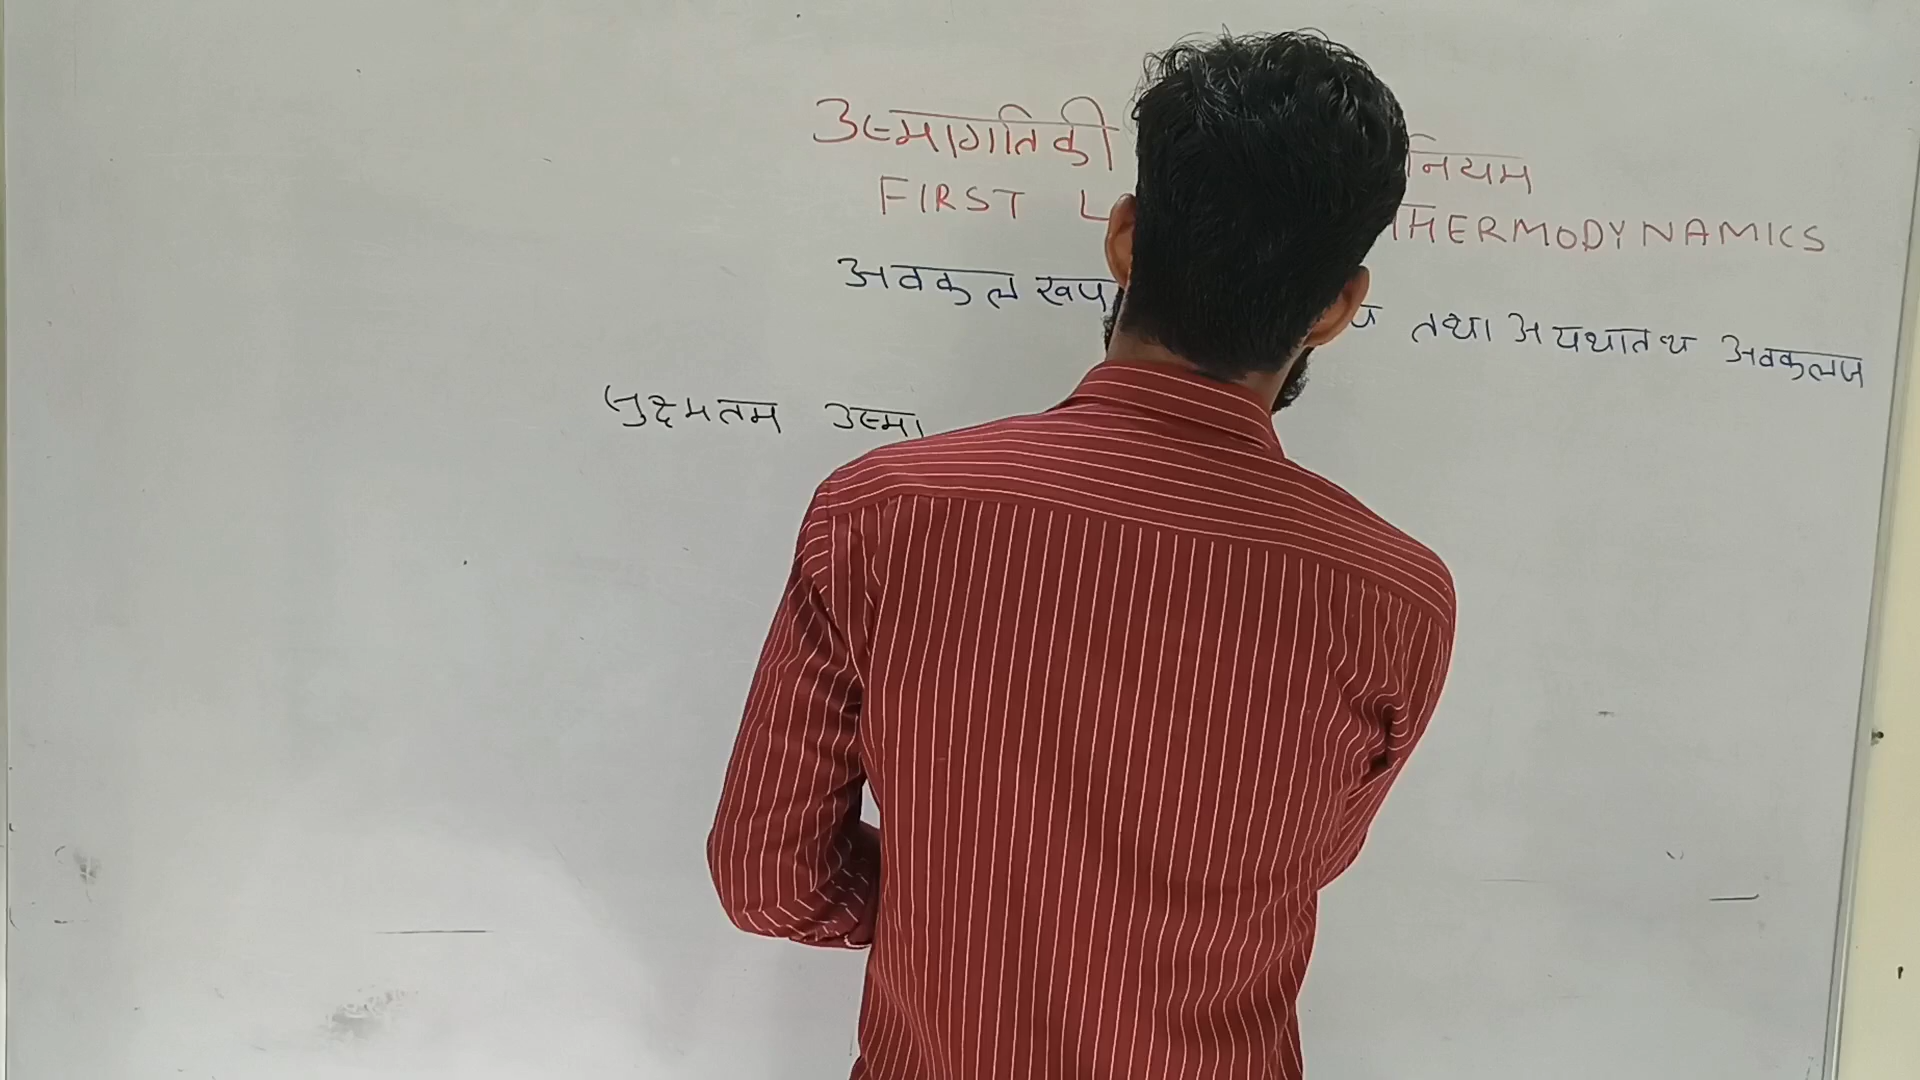 उष्मागतिकी नियम
FIRST L THERMODYNAMICS
अवकल रूप तथा अयथातथ अवकलज
सुक्ष्मतम उष्मा